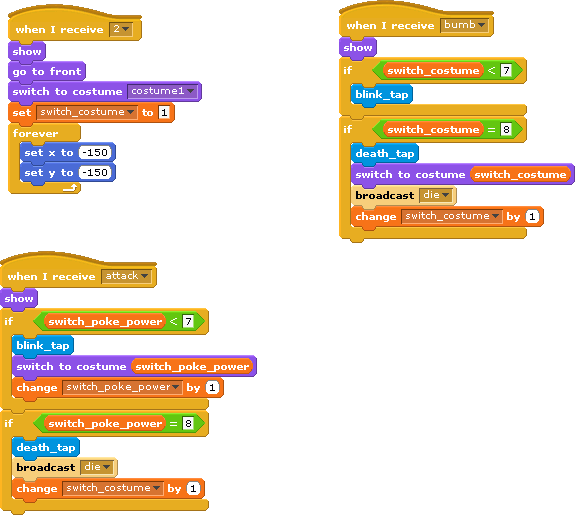 when I receive 2
show
go to front
switch to costume costume1
set switch_costume to 1
forever
set x to -150
set y to -150
when I receive bumb
show
if switch_costume < 7
blink_tap
if switch_costume = 8
death_tap
switch to costume switch_costume
broadcast die
change switch_costume by 1
when I receive attack
show
if switch_poke_power < 7
blink_tap
switch to costume switch_poke_power
change switch_poke_power by 1
if switch_poke_power = 8
death_tap
broadcast die
change switch_costume by 1